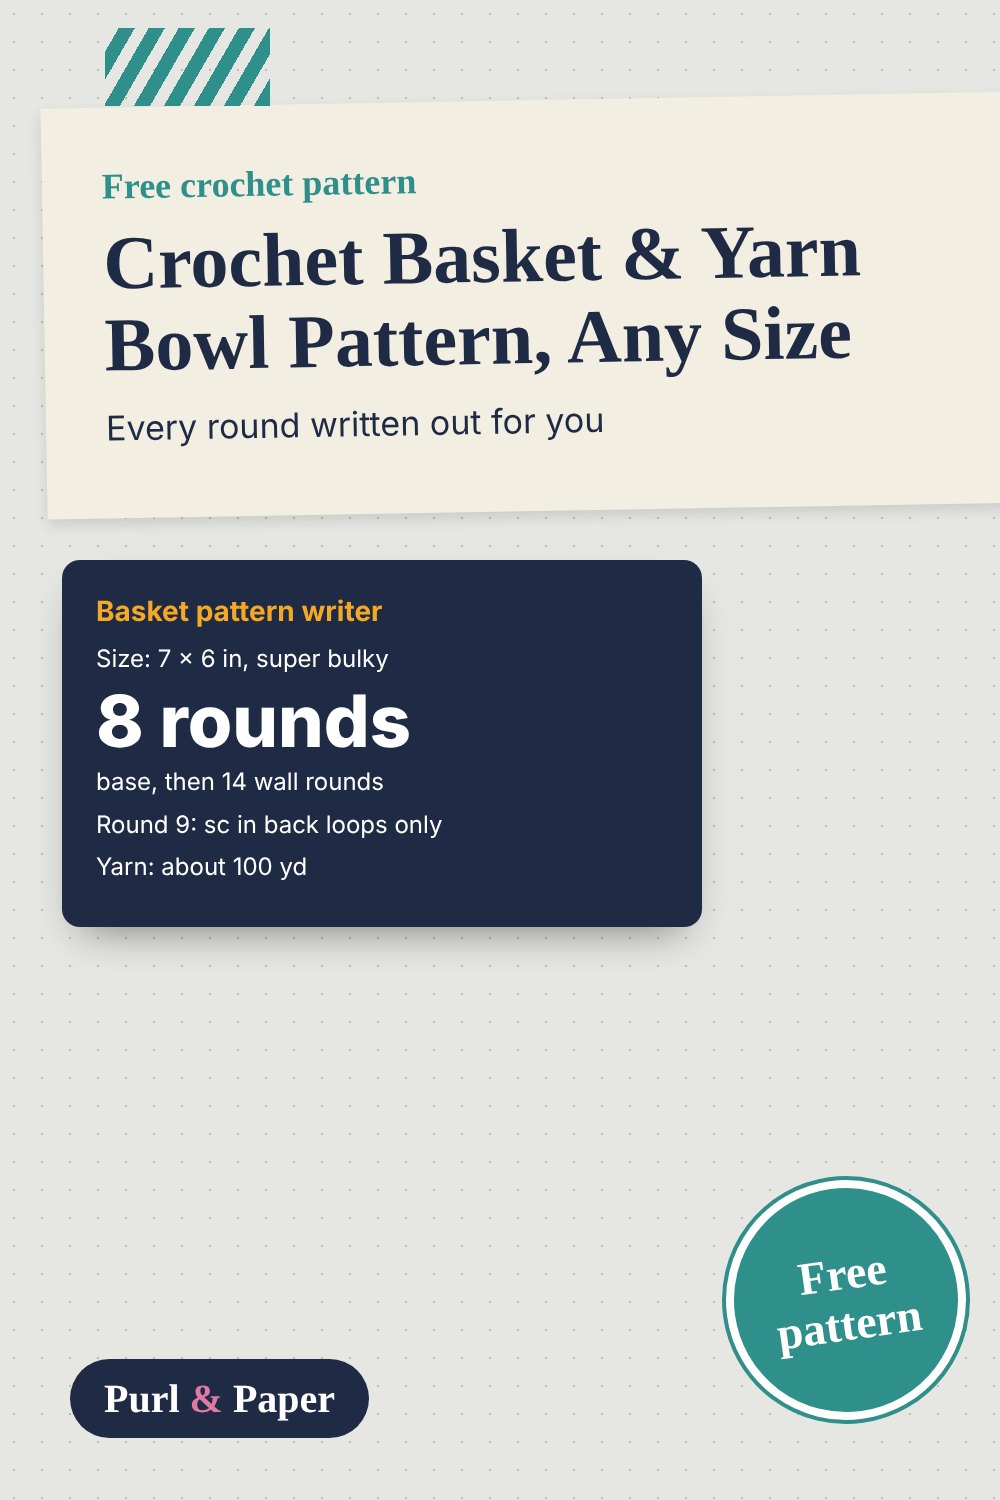 Free crochet pattern
Crochet Basket & Yarn
Bowl Pattern, Any Size
Every round written out for you
Basket pattern writer
Size: 7 × 6 in, super bulky
8 rounds
base, then 14 wall rounds
Round 9: sc in back loops only
Yarn: about 100 yd
Free
pattern
Purl & Paper